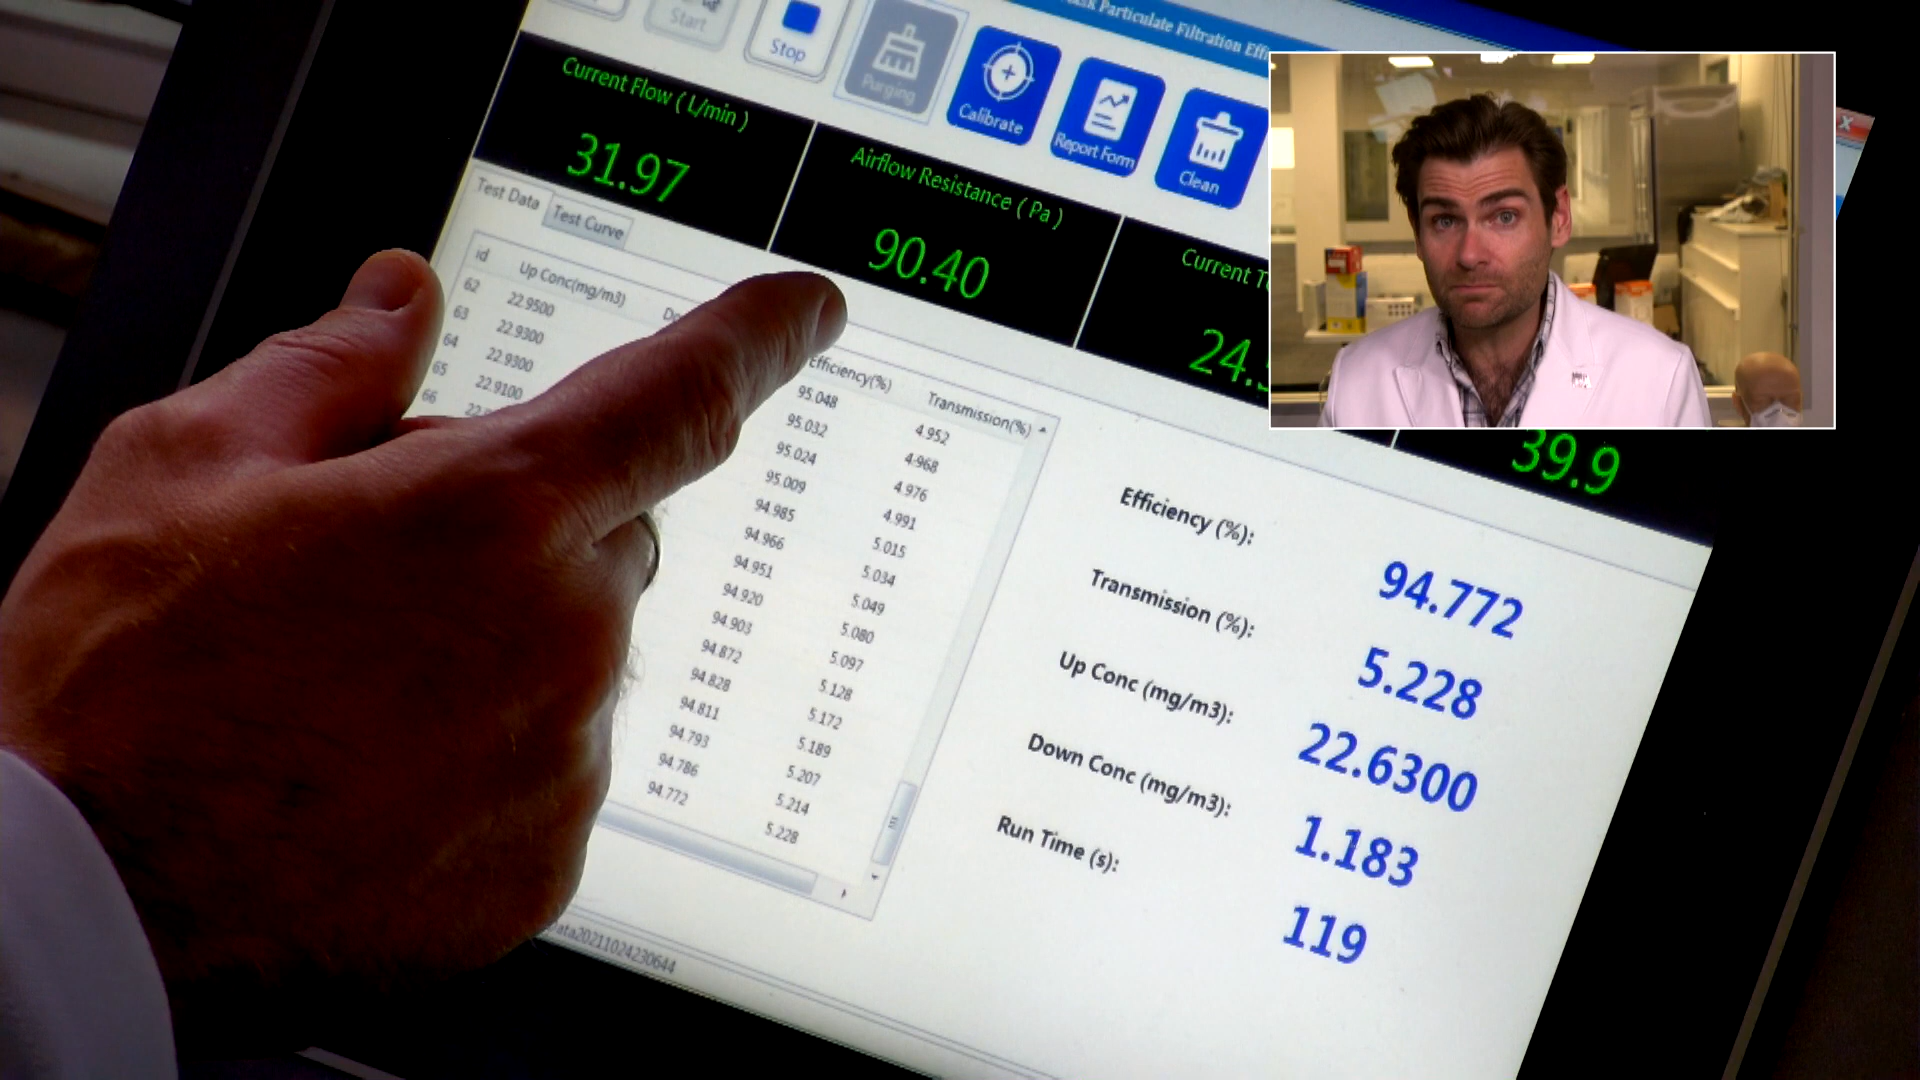 Particulate Filtration
Start
Stop
Purging
Calibrate
Report Form
Clean
Current Flow ( L/min )
31.97
Airflow Resistance ( Pa )
90.40
Current
24.
39.9
Test Data
Test Curve
id
Up Conc(mg/m3)
Efficiency(%)
Transmission(%)
62 22.9500 95.048 4.952
63 22.9300 95.032 4.968
64 22.9300 95.024 4.976
65 22.9100 95.009 4.991
66 94.985 5.015
94.966 5.034
94.951 5.049
94.920 5.080
94.903 5.097
94.872 5.128
94.828 5.172
94.811 5.189
94.793 5.207
94.786 5.214
94.772 5.228
Efficiency (%): 94.772
Transmission (%): 5.228
Up Conc (mg/m3): 22.6300
Down Conc (mg/m3): 1.183
Run Time (s): 119
ata20211024230644